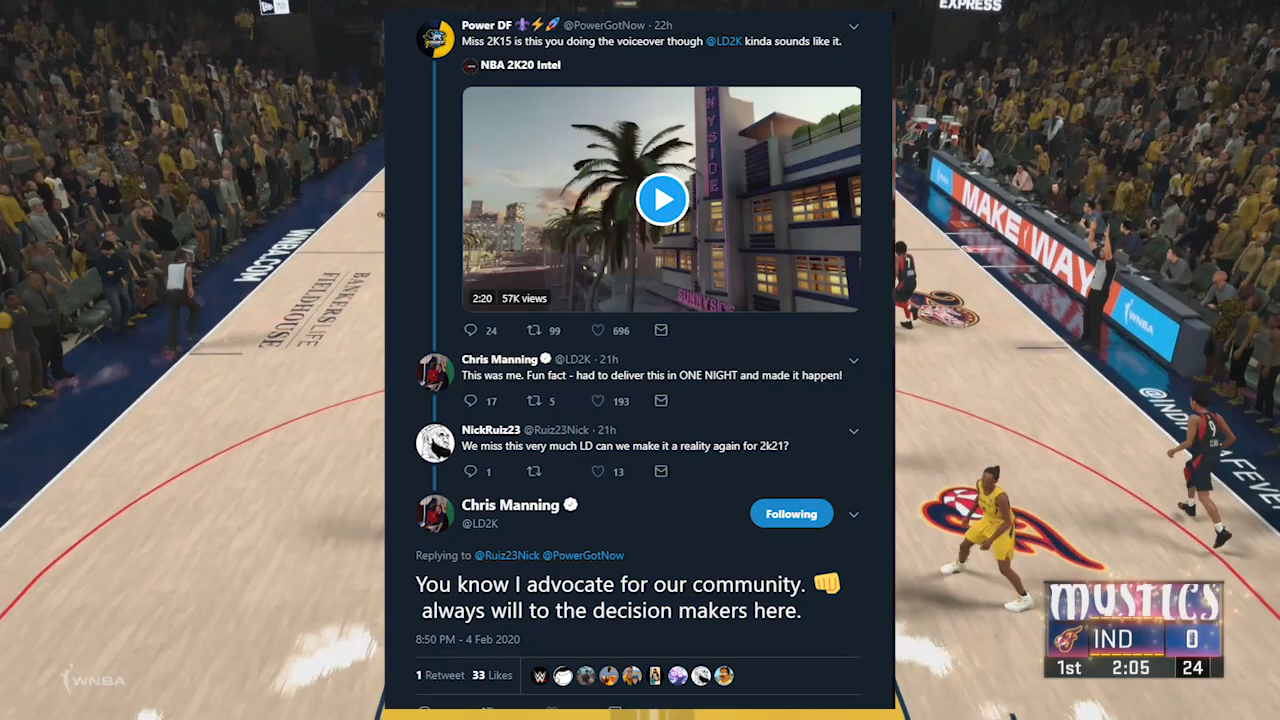 EXPRESS
Power DF @PowerGotNow · 22h
Miss 2K15 is this you doing the voiceover though @LD2K kinda sounds like it.
NBA 2K20 Intel
NYSIDE
SUNNYSIDE
2:20 57K views
24 99 696
Chris Manning @LD2K · 21h
This was me. Fun fact - had to deliver this in ONE NIGHT and made it happen!
17 5 193
NickRuiz23 @Ruiz23Nick · 21h
We miss this very much LD can we make it a reality again for 2k21?
1 13
Chris Manning
@LD2K
Following
Replying to @Ruiz23Nick @PowerGotNow
You know I advocate for our community.
always will to the decision makers here.
8:50 PM - 4 Feb 2020
1 Retweet 33 Likes
WNBA.COM
BANKERS LIFE
FIELDHOUSE
MAKE WAY
WNBA
@INDIANAFEVER
9
MYSTICS
IND 0
1st 2:05 24
WNBA